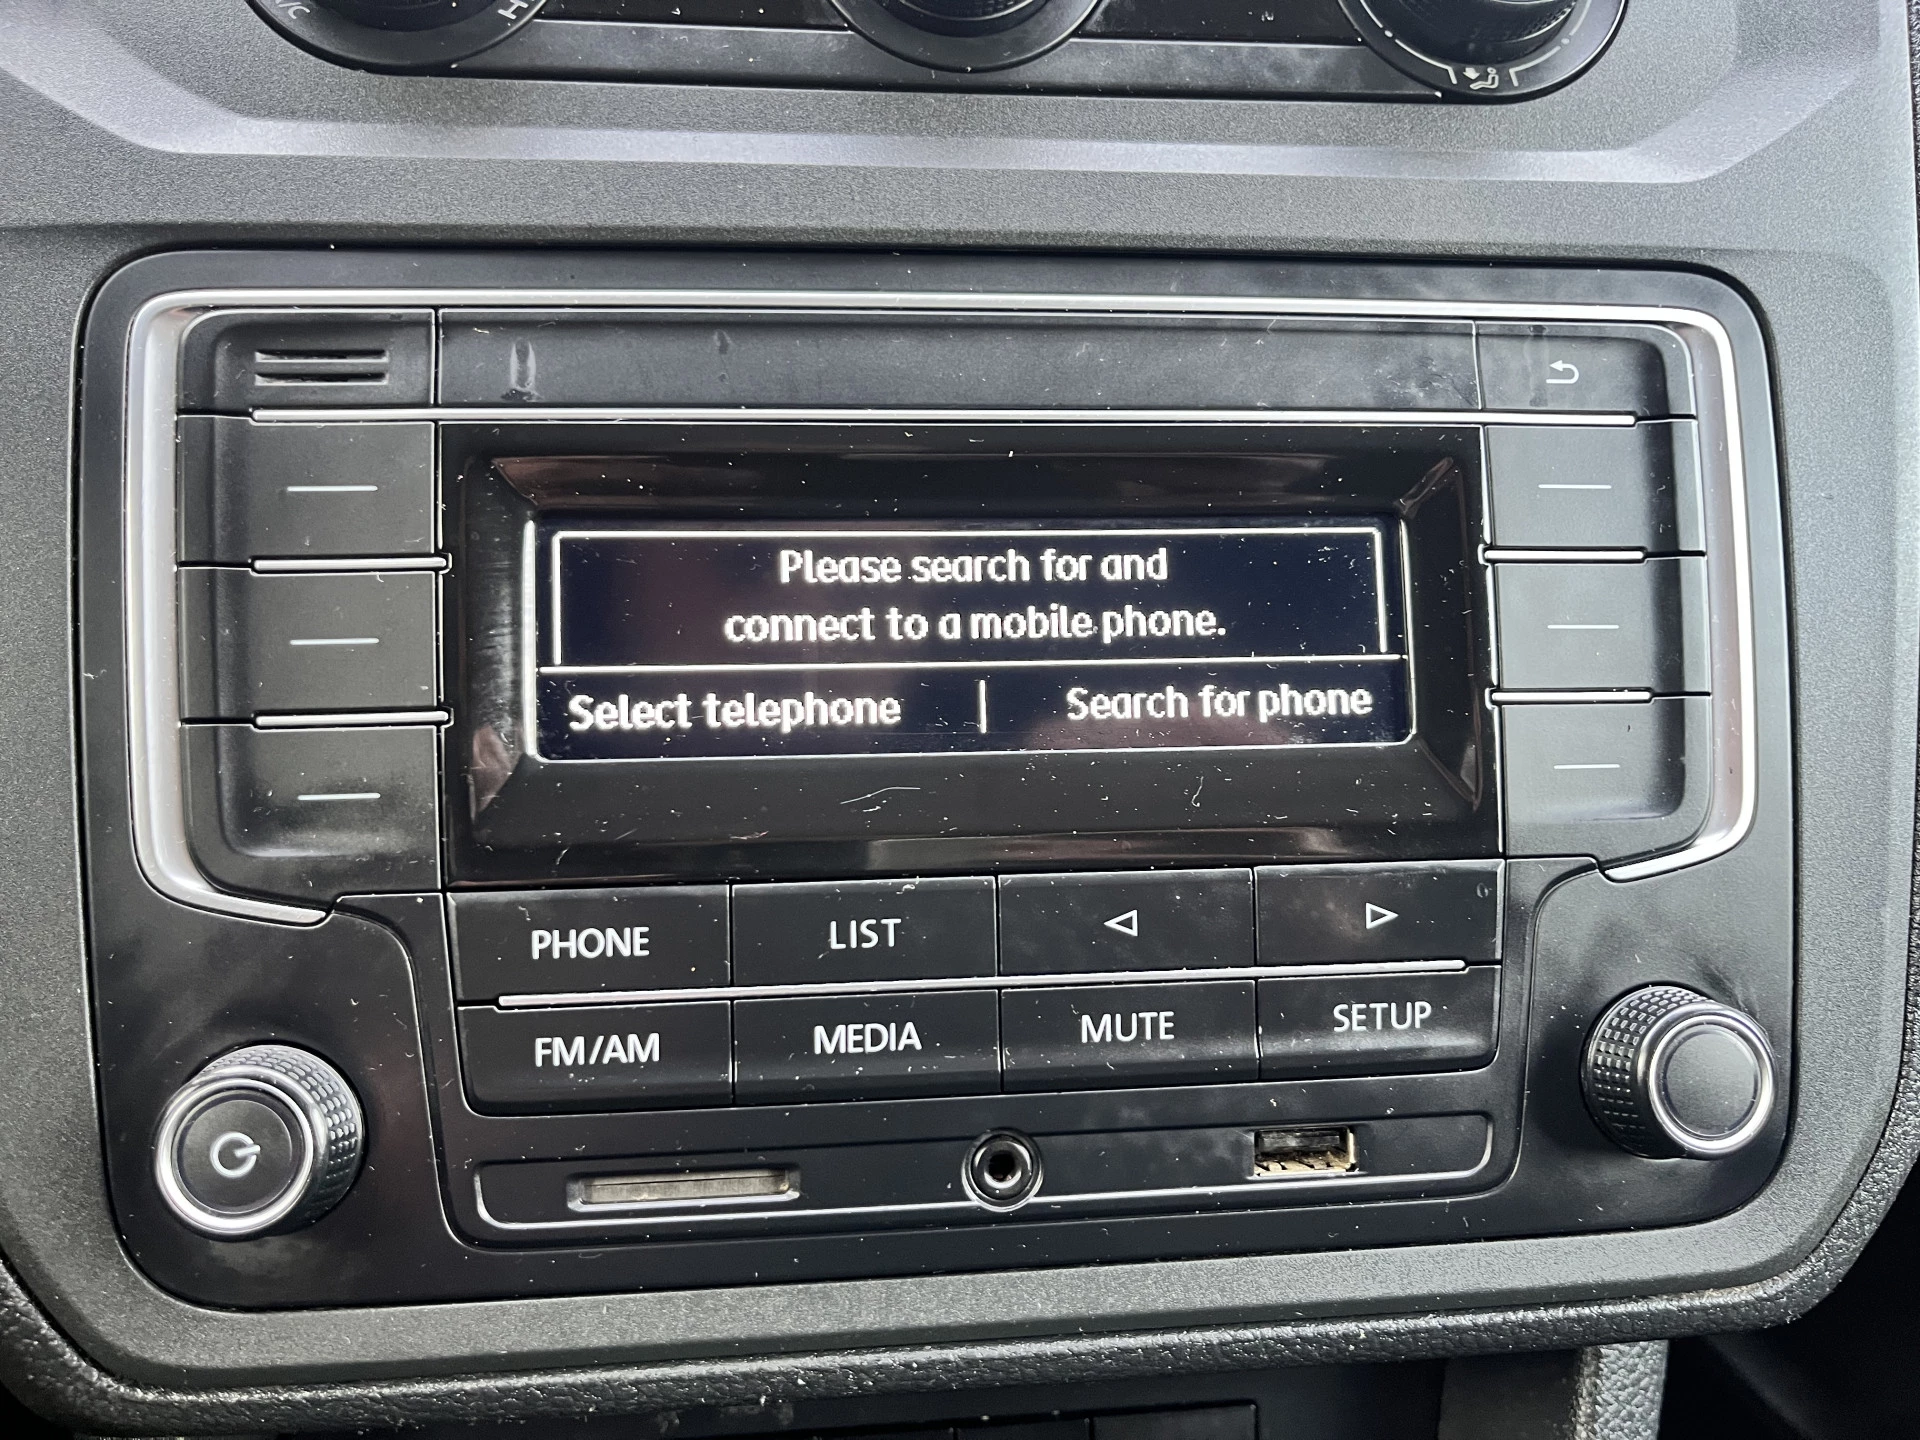 A/C
H
Please search for and
connect to a mobile phone.
Select telephone
Search for phone
PHONE
LIST
FM/AM
MEDIA
MUTE
SETUP